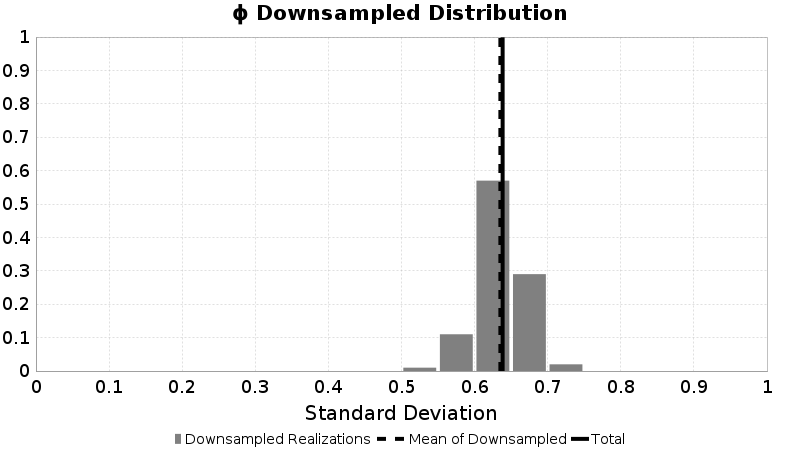 ϕ Downsampled Distribution
1
0.9
0.8
0.7
0.6
0.5
0.4
0.3
0.2
0.1
0
0 0.1 0.2 0.3 0.4 0.5 0.6 0.7 0.8 0.9 1
Standard Deviation
Downsampled Realizations Mean of Downsampled Total